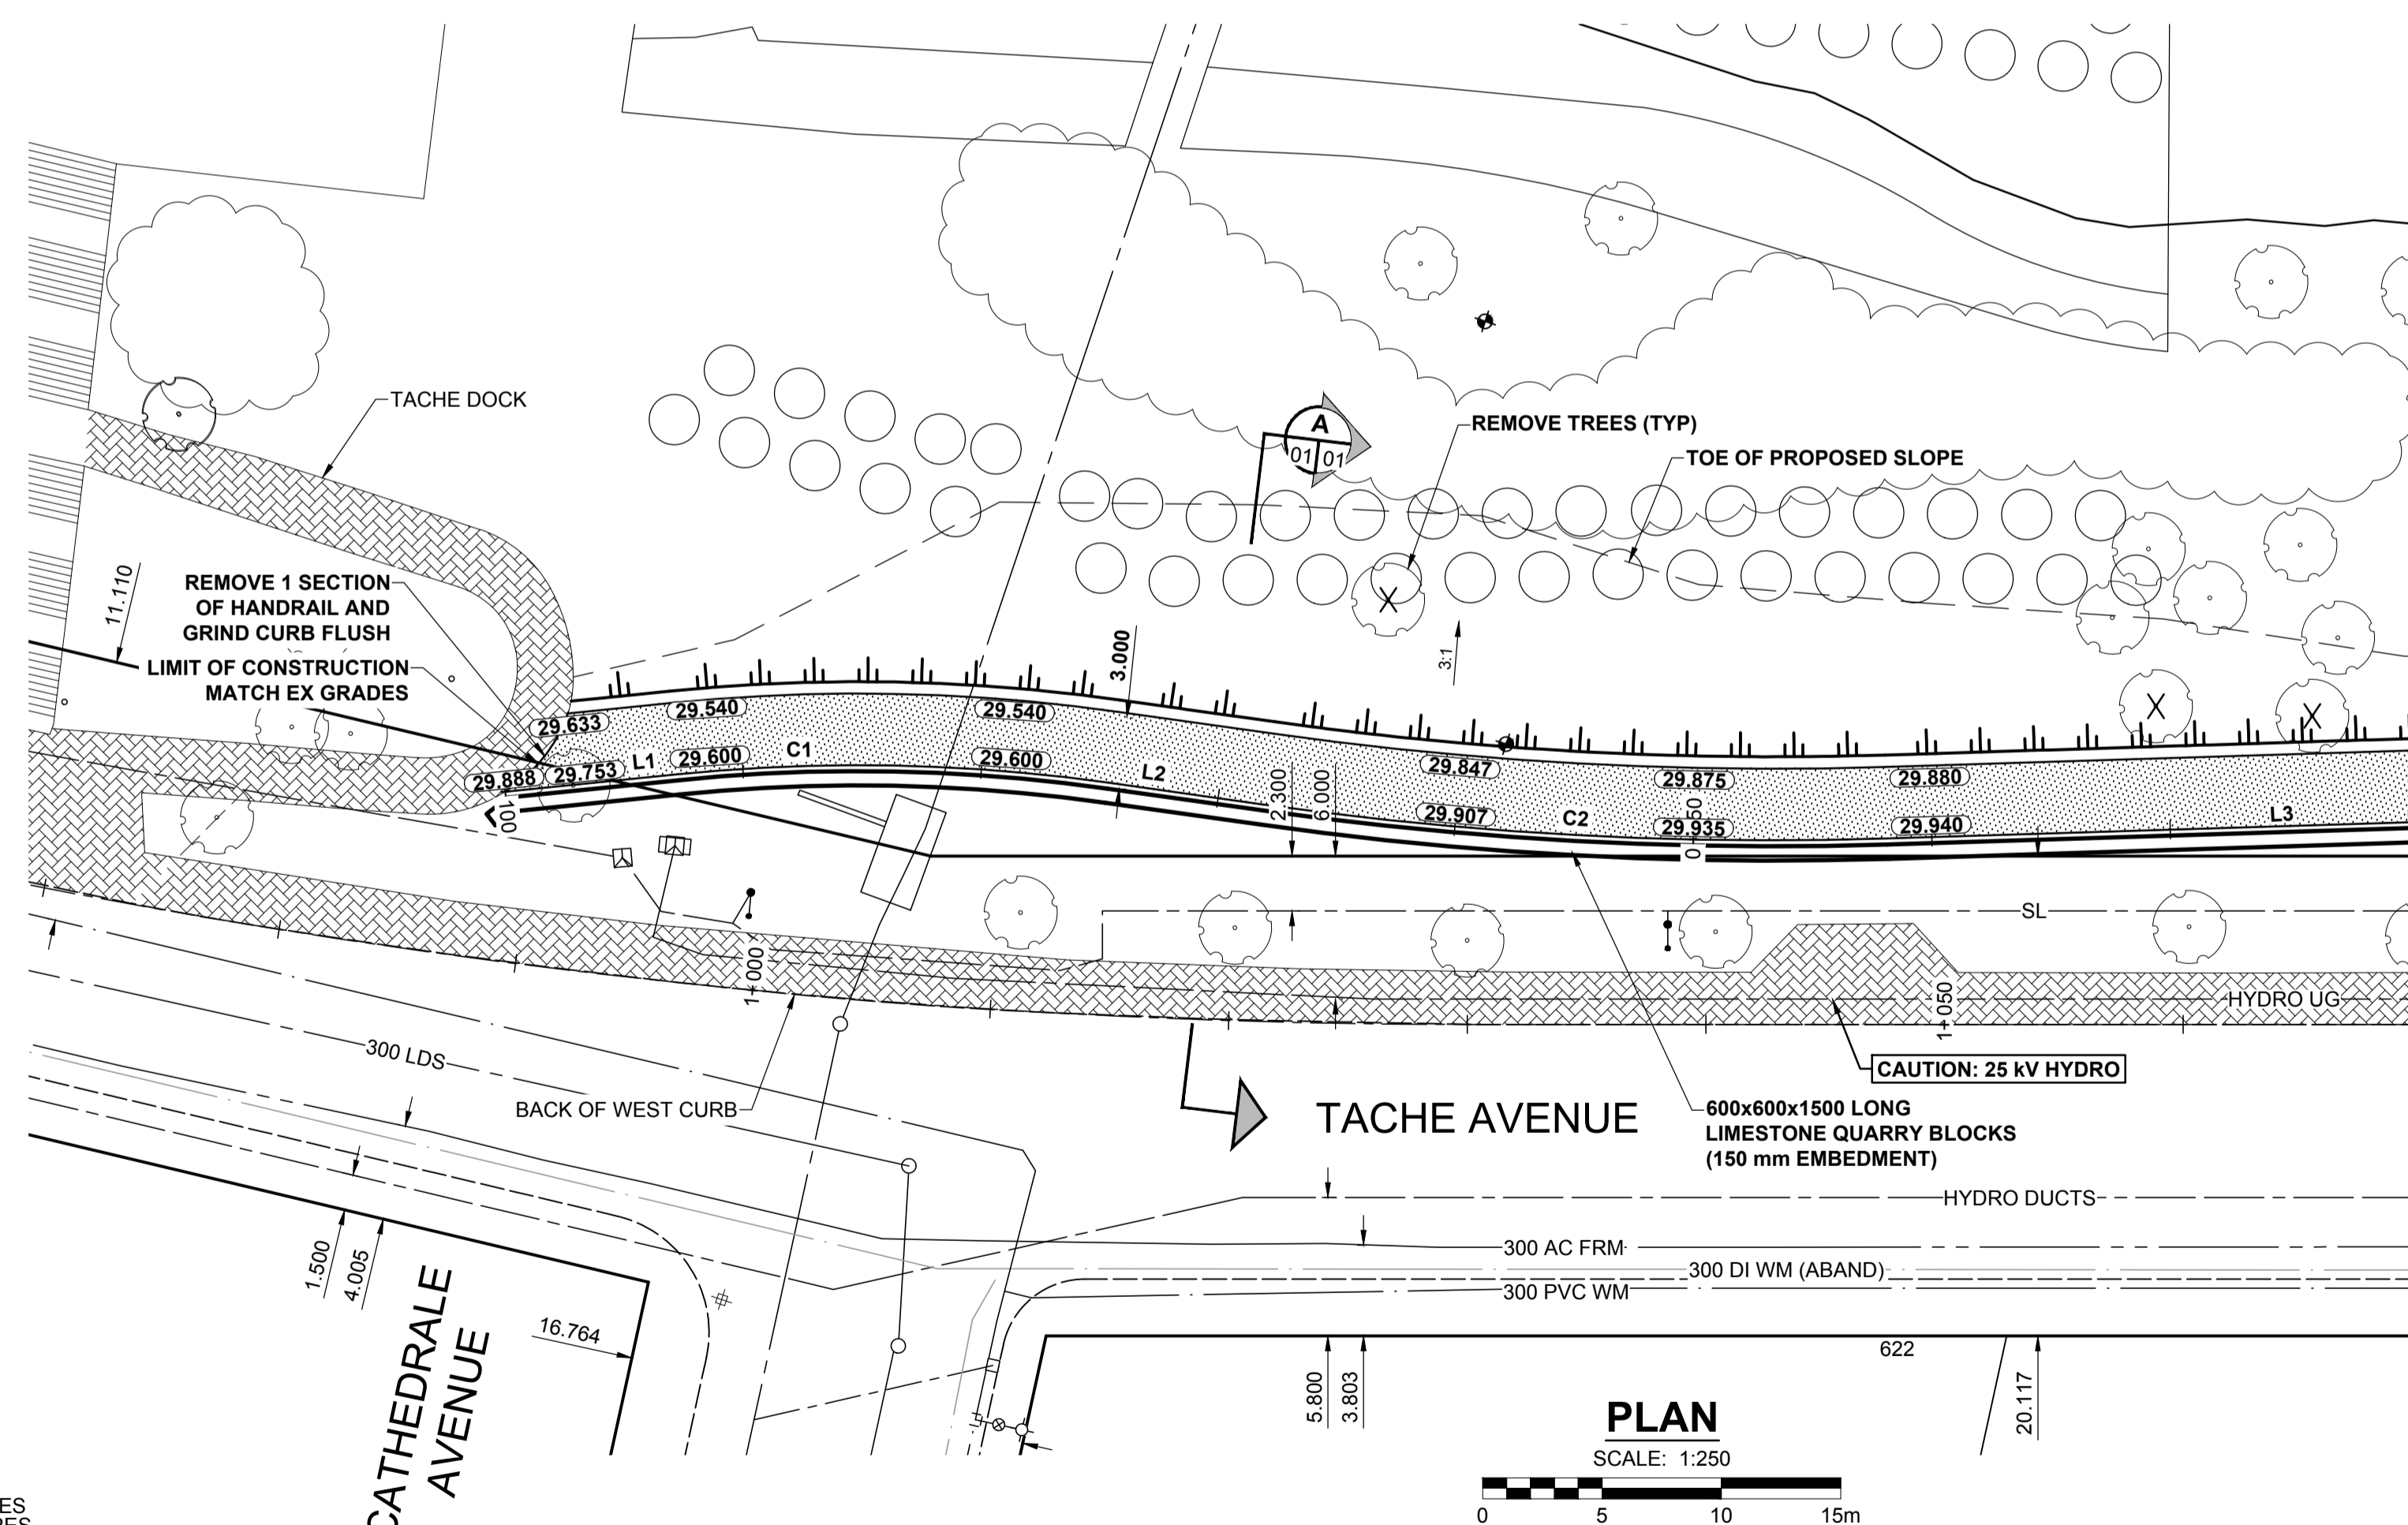 TACHE DOCK
A
01 01
REMOVE TREES (TYP)
TOE OF PROPOSED SLOPE
11.110
REMOVE 1 SECTION
OF HANDRAIL AND
GRIND CURB FLUSH
LIMIT OF CONSTRUCTION
MATCH EX GRADES
3.000
3:1
29.633
29.540
29.540
29.888
29.753
L1
29.600
C1
29.600
L2
29.847
29.875
29.880
29.907
C2
29.935
29.940
L3
100
2.300
6.000
0
50
SL
1+000
1+050
HYDRO UG
300 LDS
BACK OF WEST CURB
CAUTION: 25 kV HYDRO
TACHE AVENUE
600x600x1500 LONG
LIMESTONE QUARRY BLOCKS
(150 mm EMBEDMENT)
HYDRO DUCTS
300 AC FRM
300 DI WM (ABAND)
300 PVC WM
1.500
4.005
16.764
CATHEDRALE
AVENUE
5.800
3.803
622
20.117
PLAN
SCALE: 1:250
0 5 10 15m
ES